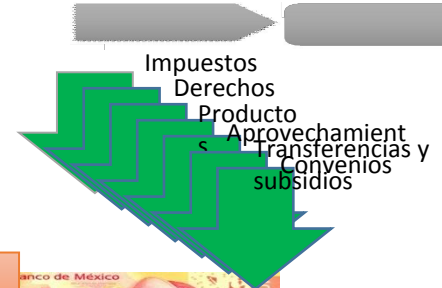 Impuestos
Derechos
Producto
s
Aprovechamient
Transferencias y
Convenios
subsidios
anco de México